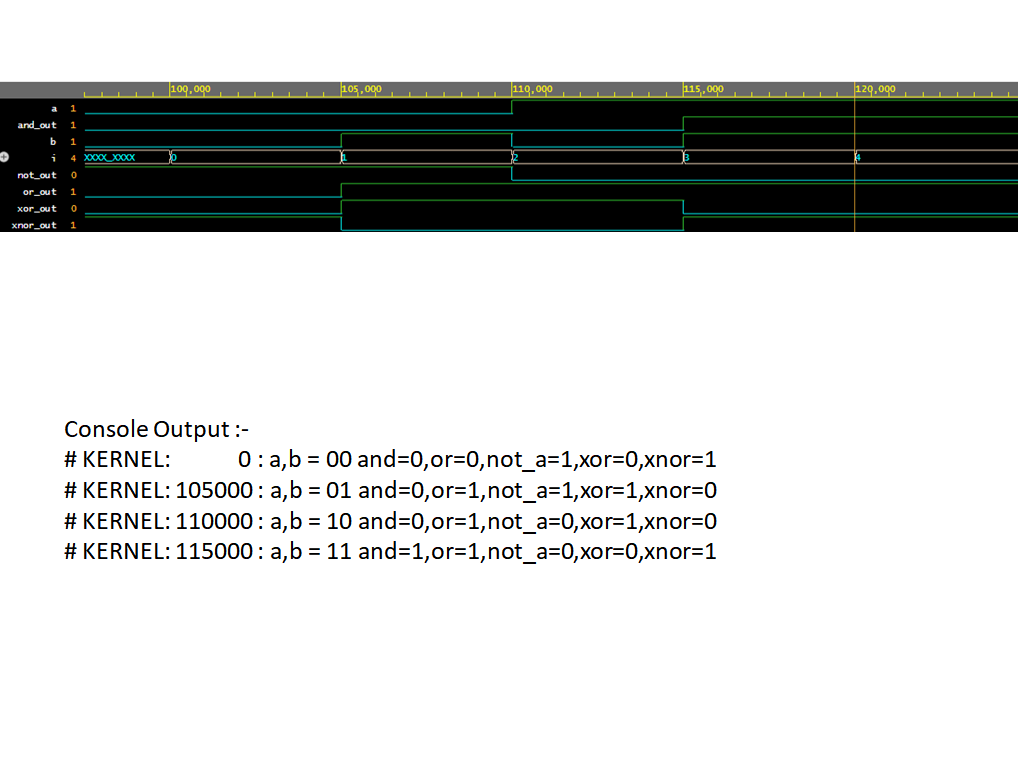 100,000 105,000 110,000 115,000 120,000
a 1
and_out 1
b 1
i 4 XXXX_XXXX 0 1 2 3 4
not_out 0
or_out 1
xor_out 0
xnor_out 1
Console Output :-
# KERNEL: 0 : a,b = 00 and=0,or=0,not_a=1,xor=0,xnor=1
# KERNEL: 105000 : a,b = 01 and=0,or=1,not_a=1,xor=1,xnor=0
# KERNEL: 110000 : a,b = 10 and=0,or=1,not_a=0,xor=1,xnor=0
# KERNEL: 115000 : a,b = 11 and=1,or=1,not_a=0,xor=0,xnor=1